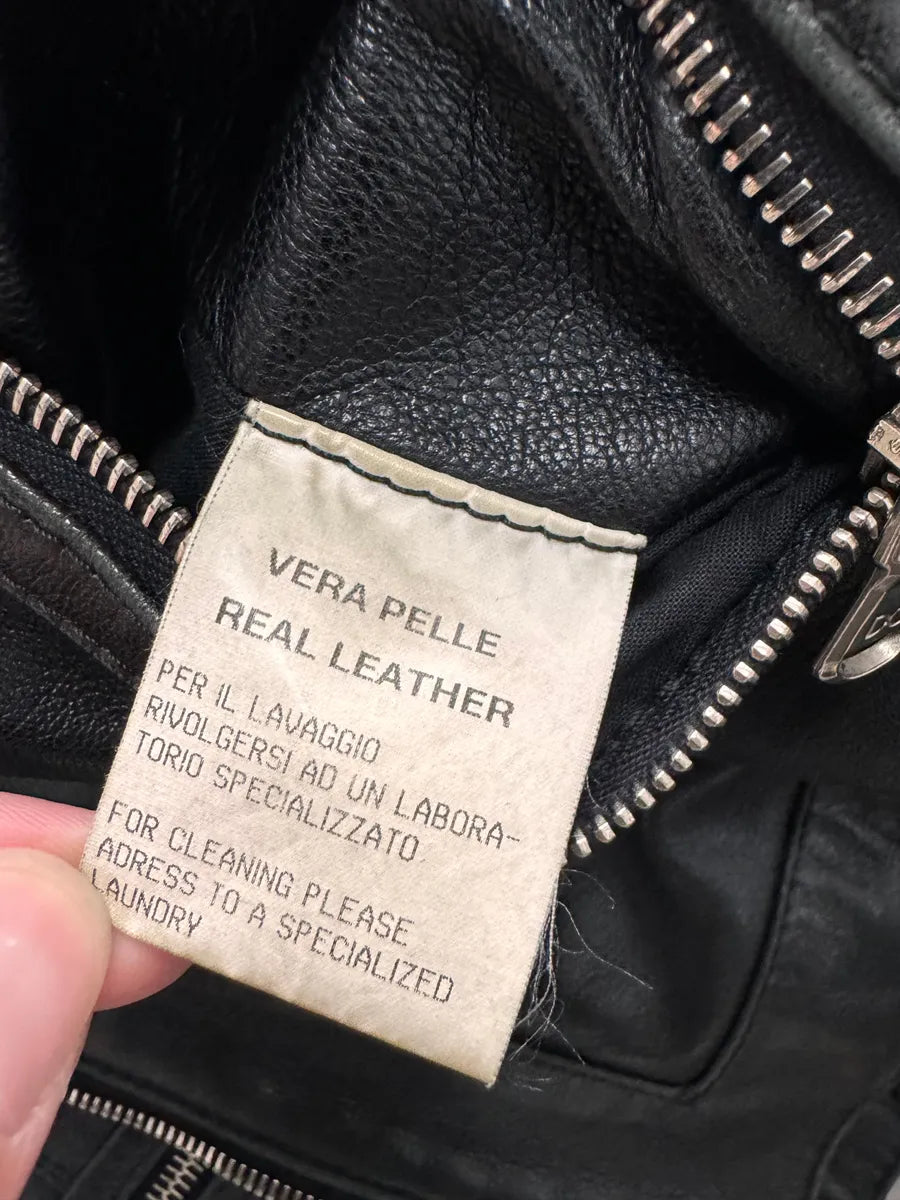 VERA PELLE
REAL LEATHER
PER IL LAVAGGIO
RIVOLGERSI AD UN LABORA-
TORIO SPECIALIZZATO
FOR CLEANING PLEASE
ADRESS TO A SPECIALIZED
LAUNDRY